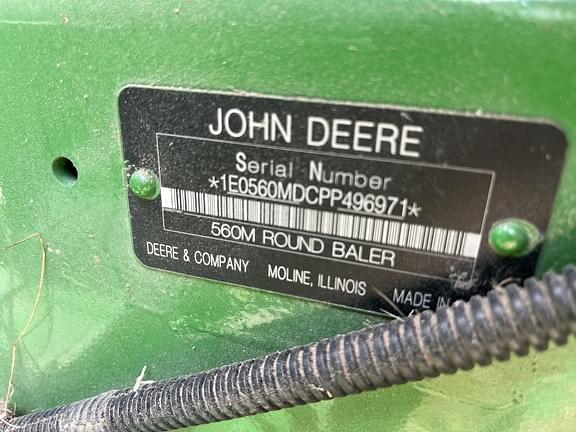 JOHN DEERE
Serial Number
*1E0560MDCPP496971*
560M ROUND BALER
DEERE & COMPANY MOLINE, ILLINOIS MADE IN